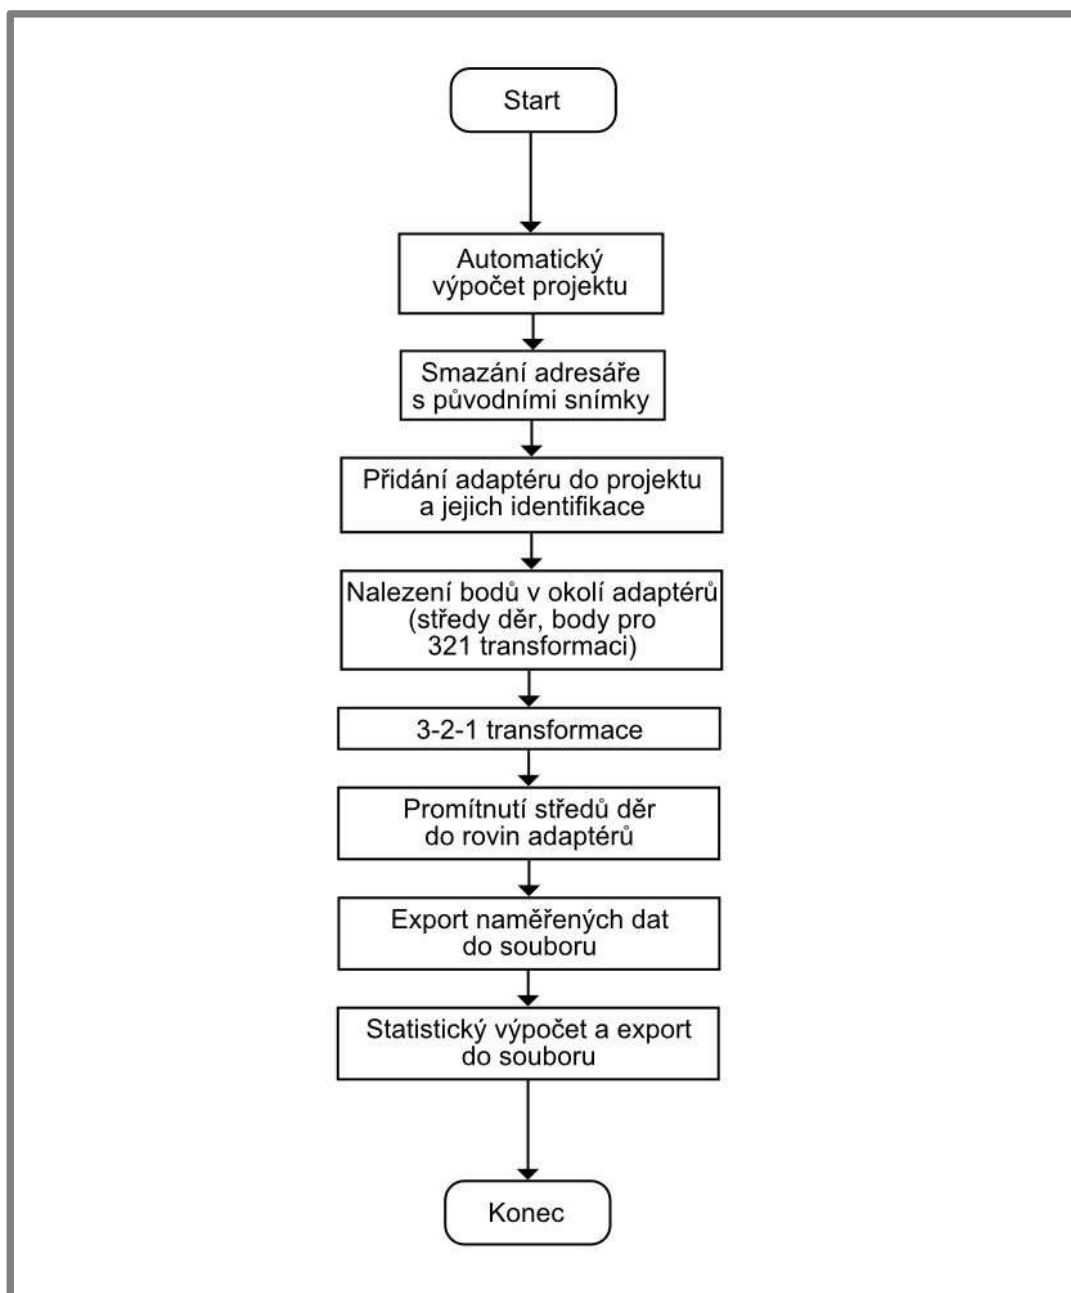 Start
Automatický
výpočet projektu
Smazání adresáře
s původními snímky
Přidání adaptéru do projektu
a jejich identifikace
Nalezení bodů v okolí adaptérů
(středy děr, body pro
321 transformaci)
3-2-1 transformace
Promítnutí středů děr
do rovin adaptérů
Export naměřených dat
do souboru
Statistický výpočet a export
do souboru
Konec